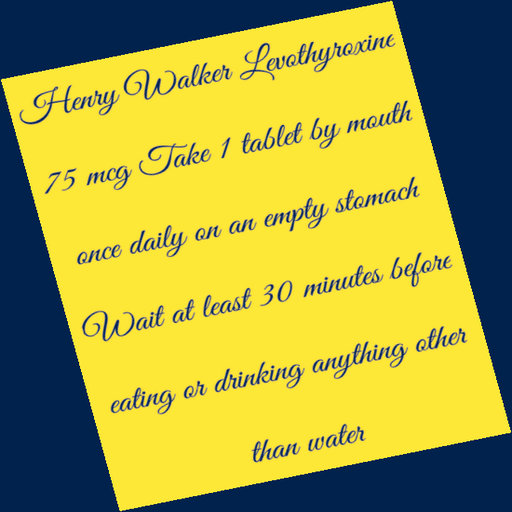 Henry Walker Levothyroxine
75 mcg Take 1 tablet by mouth
once daily on an empty stomach
Wait at least 30 minutes before
eating or drinking anything other
than water